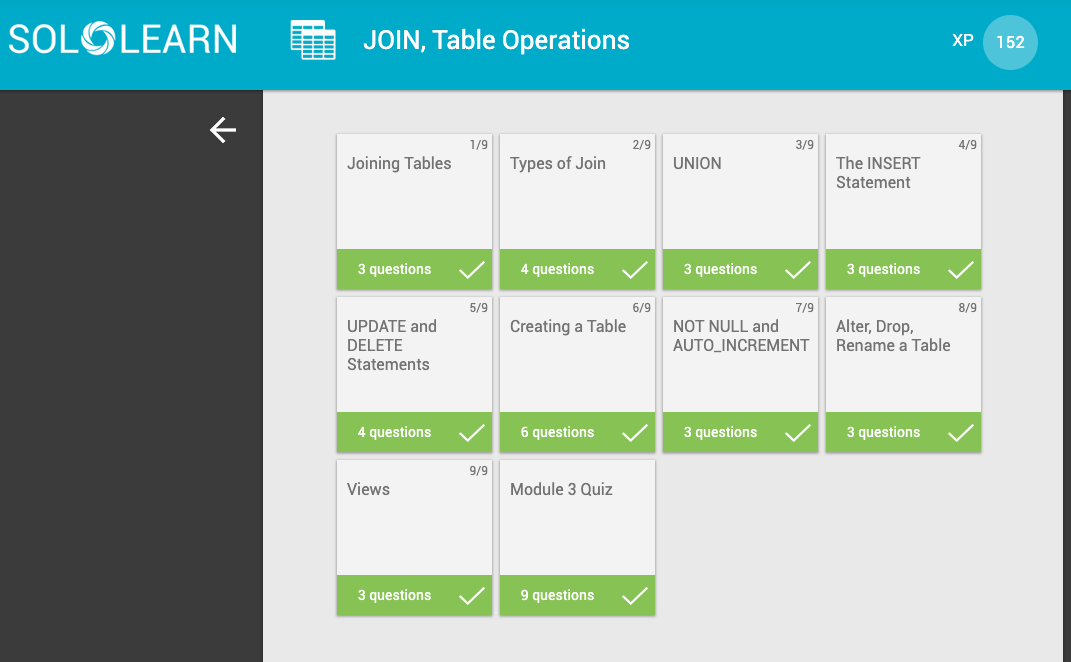 SOLOLEARN
JOIN, Table Operations
XP 152
1/9
Joining Tables
3 questions
2/9
Types of Join
4 questions
3/9
UNION
3 questions
4/9
The INSERT
Statement
3 questions
5/9
UPDATE and
DELETE
Statements
4 questions
6/9
Creating a Table
6 questions
7/9
NOT NULL and
AUTO_INCREMENT
3 questions
8/9
Alter, Drop,
Rename a Table
3 questions
9/9
Views
3 questions
Module 3 Quiz
9 questions